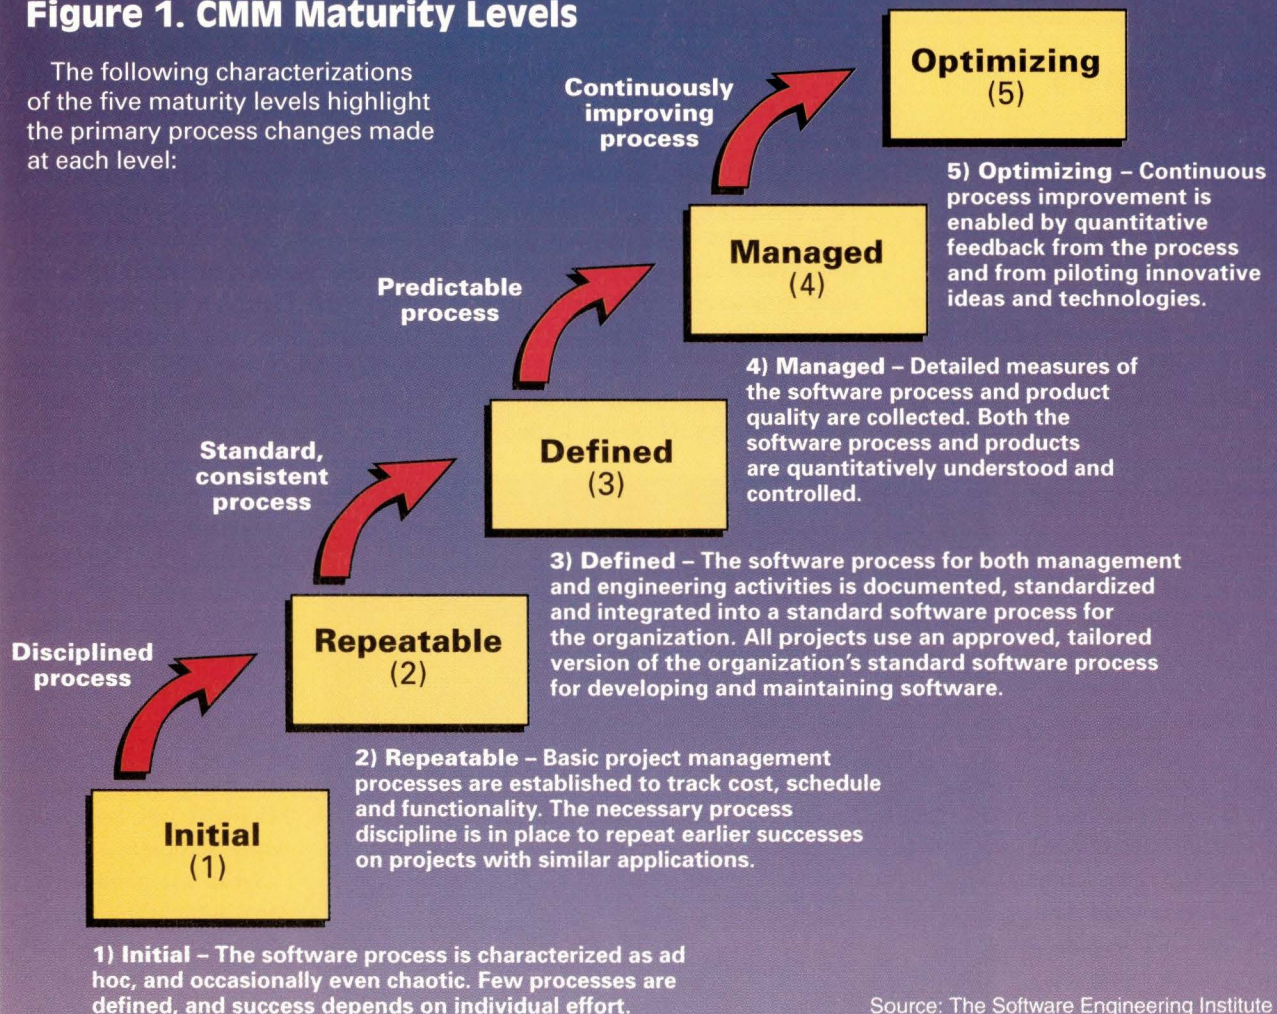 Figure 1. CMM Maturity Levels
The following characterizations
of the five maturity levels highlight
the primary process changes made
at each level:
Optimizing
(5)
Continuously
improving
process
5) Optimizing – Continuous
process improvement is
enabled by quantitative
feedback from the process
and from piloting innovative
ideas and technologies.
Managed
(4)
Predictable
process
4) Managed – Detailed measures of
the software process and product
quality are collected. Both the
software process and products
are quantitatively understood and
controlled.
Defined
(3)
Standard,
consistent
process
3) Defined – The software process for both management
and engineering activities is documented, standardized
and integrated into a standard software process for
the organization. All projects use an approved, tailored
version of the organization's standard software process
for developing and maintaining software.
Repeatable
(2)
Disciplined
process
2) Repeatable – Basic project management
processes are established to track cost, schedule
and functionality. The necessary process
discipline is in place to repeat earlier successes
on projects with similar applications.
Initial
(1)
1) Initial – The software process is characterized as ad
hoc, and occasionally even chaotic. Few processes are
defined, and success depends on individual effort.
Source: The Software Engineering Institute